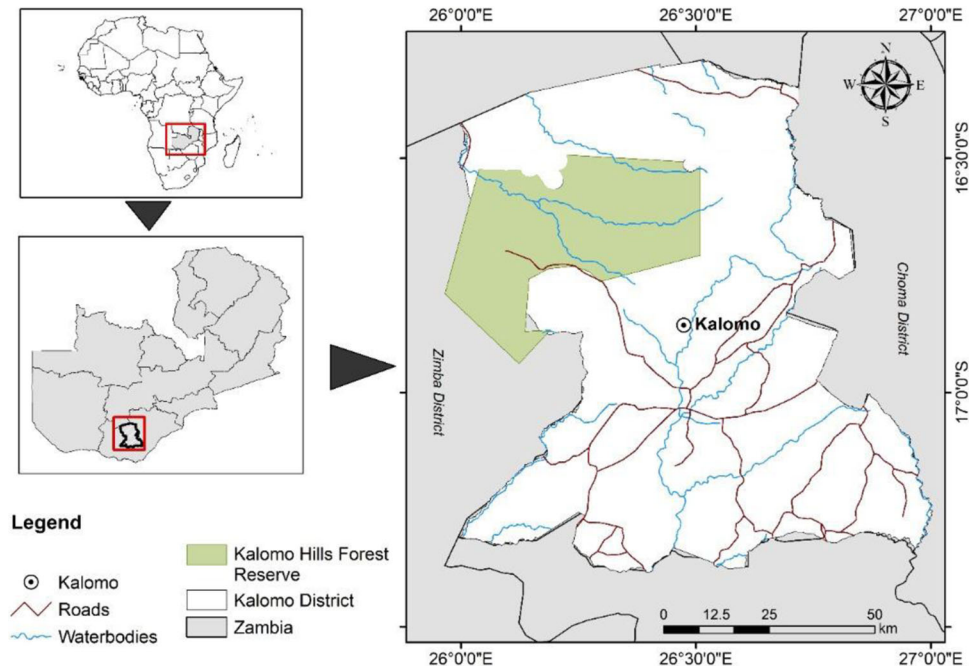 26°0'0"E 26°30'0"E 27°0'0"E
N
W E
S
16°30'0"S
Choma District
Kalomo
Zimba District
17°0'0"S
Legend
Kalomo
Roads
Waterbodies
Kalomo Hills Forest
Reserve
Kalomo District
Zambia
0 12.5 25 50
km
26°0'0"E 26°30'0"E 27°0'0"E